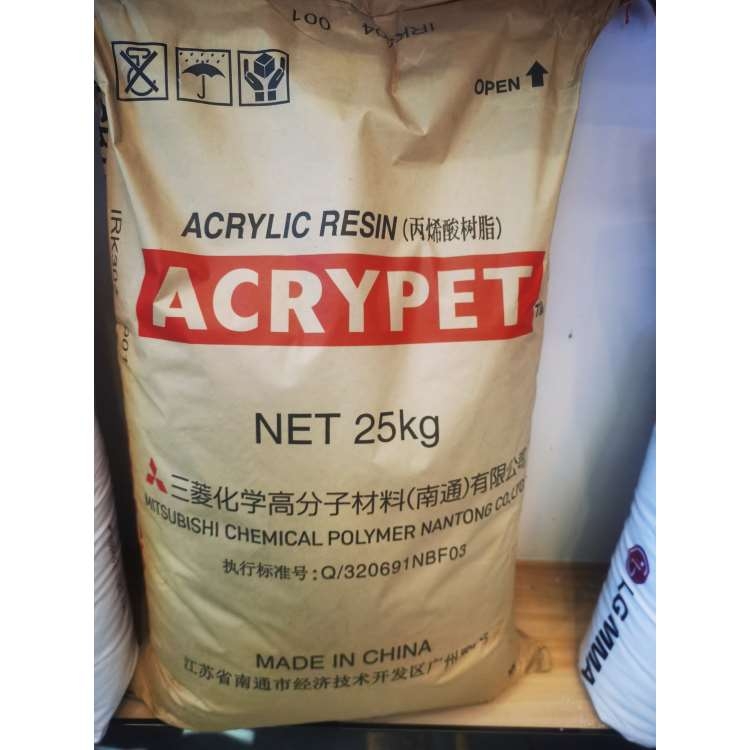 OPEN
ACRYLIC RESIN (丙烯酸树脂)
ACRYPET
NET 25kg
三菱化学高分子材料(南通)有限公司
MITSUBISHI CHEMICAL POLYMER NANTONG CO.,LTD
执行标准号:Q/320691NBF03
MADE IN CHINA
江苏省南通市经济技术开发区广州
LG MMA